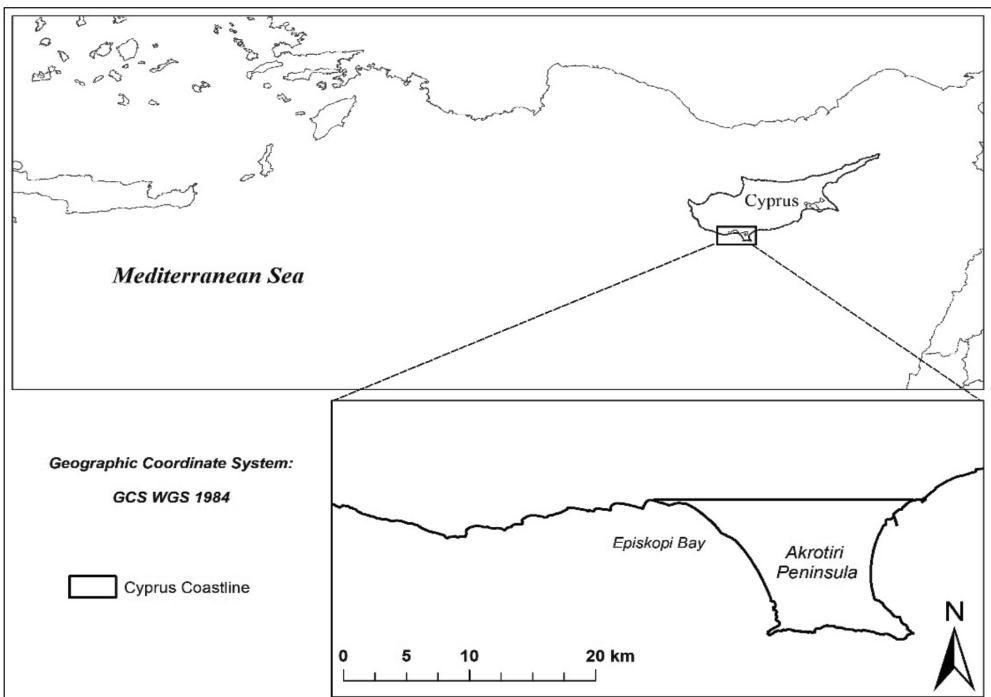 Cyprus
Mediterranean Sea
Geographic Coordinate System:
GCS WGS 1984
Cyprus Coastline
Episkopi Bay
Akrotiri
Peninsula
N
0 5 10 20 km